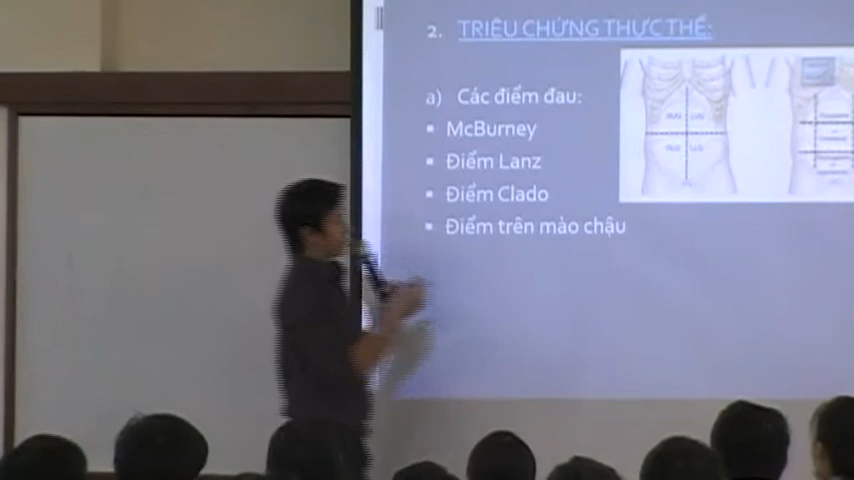 2. TRIỆU CHỨNG THỰC THỂ:
a) Các điểm đau:
▪ McBurney
▪ Điểm Lanz
▪ Điểm Clado
▪ Điểm trên mào chậu